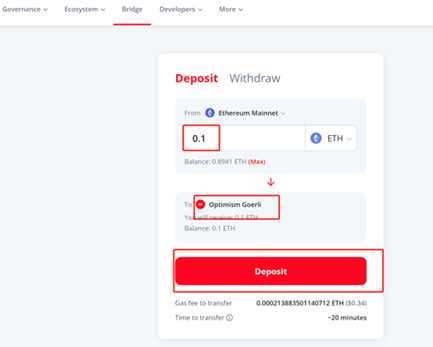 Governance Ecosystem Bridge Developers More
Deposit Withdraw
From Ethereum Mainnet
0.1 ETH
Balance: 0.8941 ETH (Max)
To OP Optimism Goerli
You will receive: 0.1 ETH
Balance: 0.1 ETH
Deposit
Gas fee to transfer 0.000213883501140712 ETH ($0.34)
Time to transfer ~20 minutes